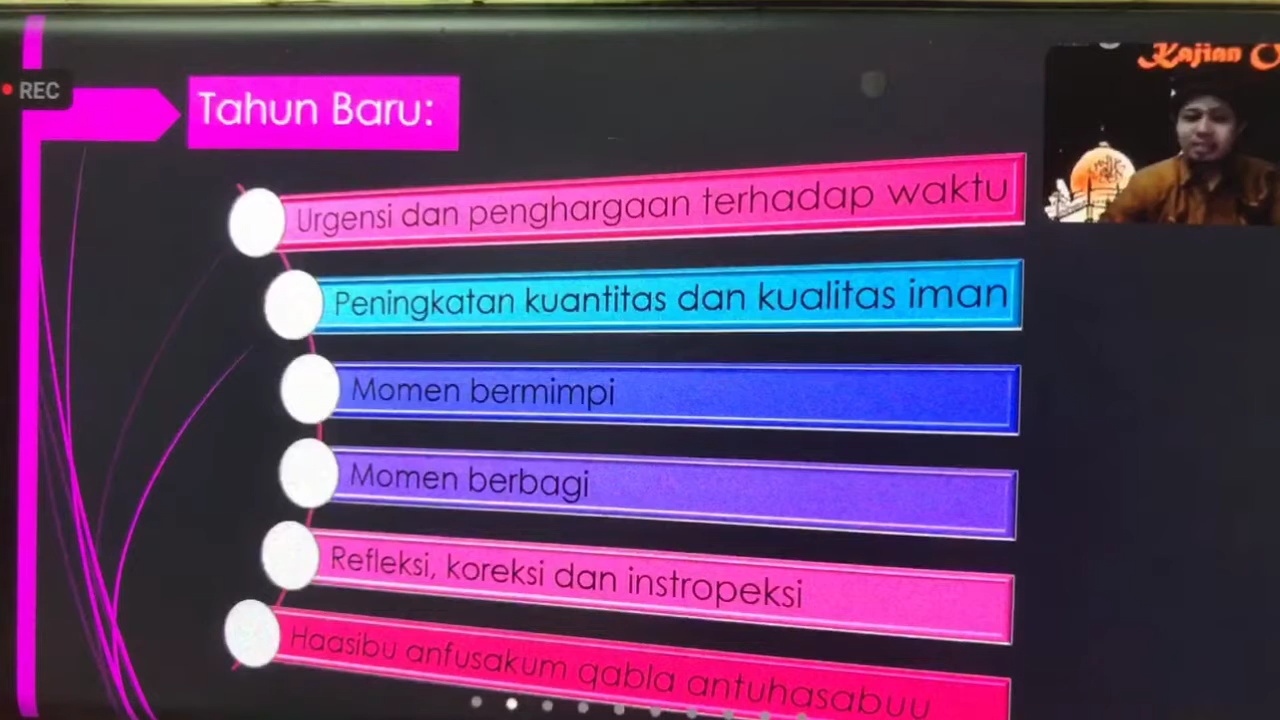 REC
Kajian
Tahun Baru:
Urgensi dan penghargaan terhadap waktu
Peningkatan kuantitas dan kualitas iman
Momen bermimpi
Momen berbagi
Refleksi, koreksi dan instropeksi
Haasibu anfusakum qabla antuhasabuu